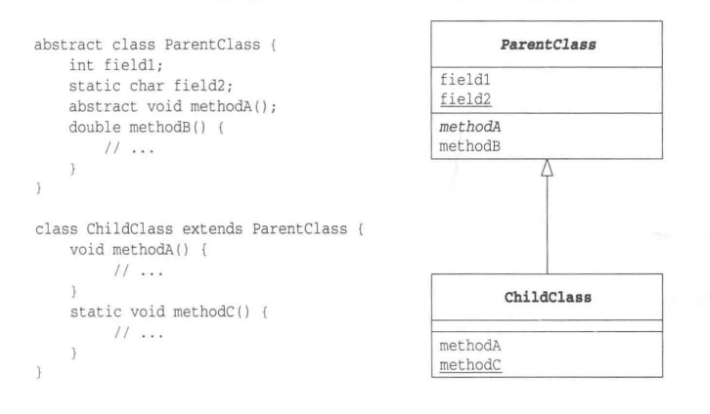 abstract class ParentClass {
    int field1;
    static char field2;
    abstract void methodA();
    double methodB() {
        // ...
    }
}
class ChildClass extends ParentClass {
    void methodA() {
        // ...
    }
    static void methodC() {
        // ...
    }
}
ParentClass
field1
field2
methodA
methodB
ChildClass
methodA
methodC